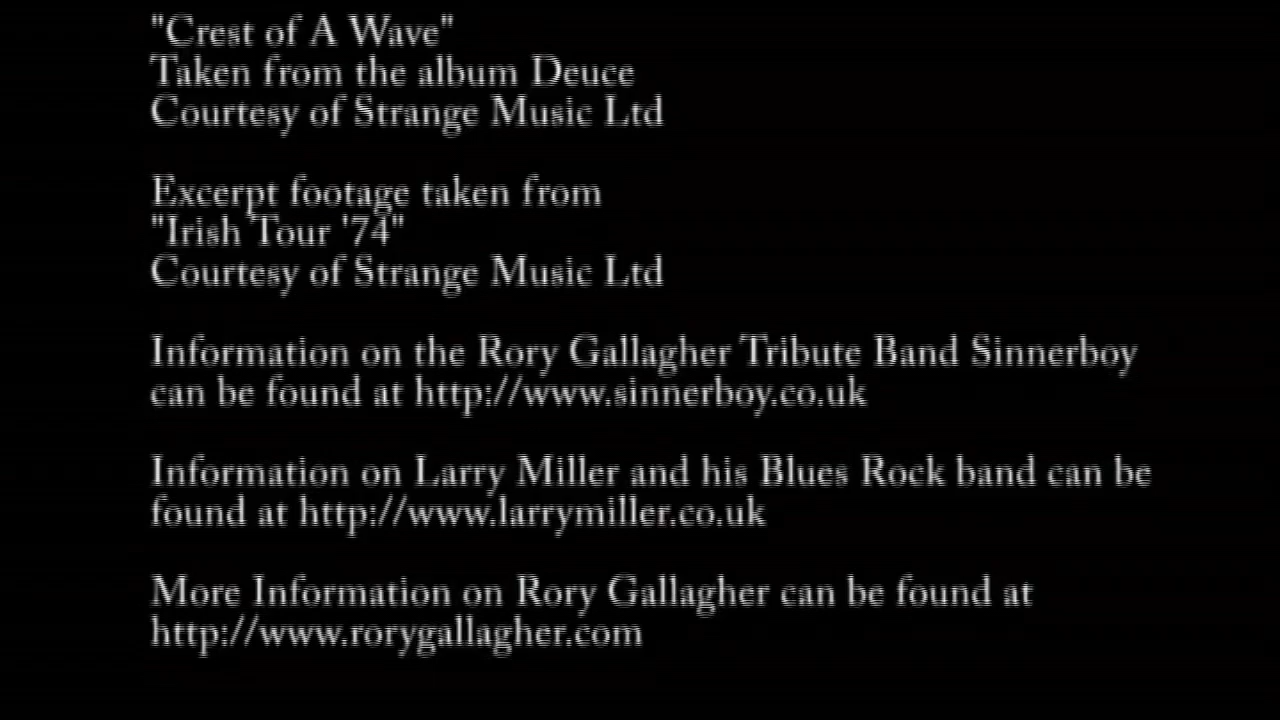 "Crest of A Wave"
Taken from the album Deuce
Courtesy of Strange Music Ltd
Excerpt footage taken from
"Irish Tour '74"
Courtesy of Strange Music Ltd
Information on the Rory Gallagher Tribute Band Sinnerboy
can be found at http://www.sinnerboy.co.uk
Information on Larry Miller and his Blues Rock band can be
found at http://www.larrymiller.co.uk
More Information on Rory Gallagher can be found at
http://www.rorygallagher.com